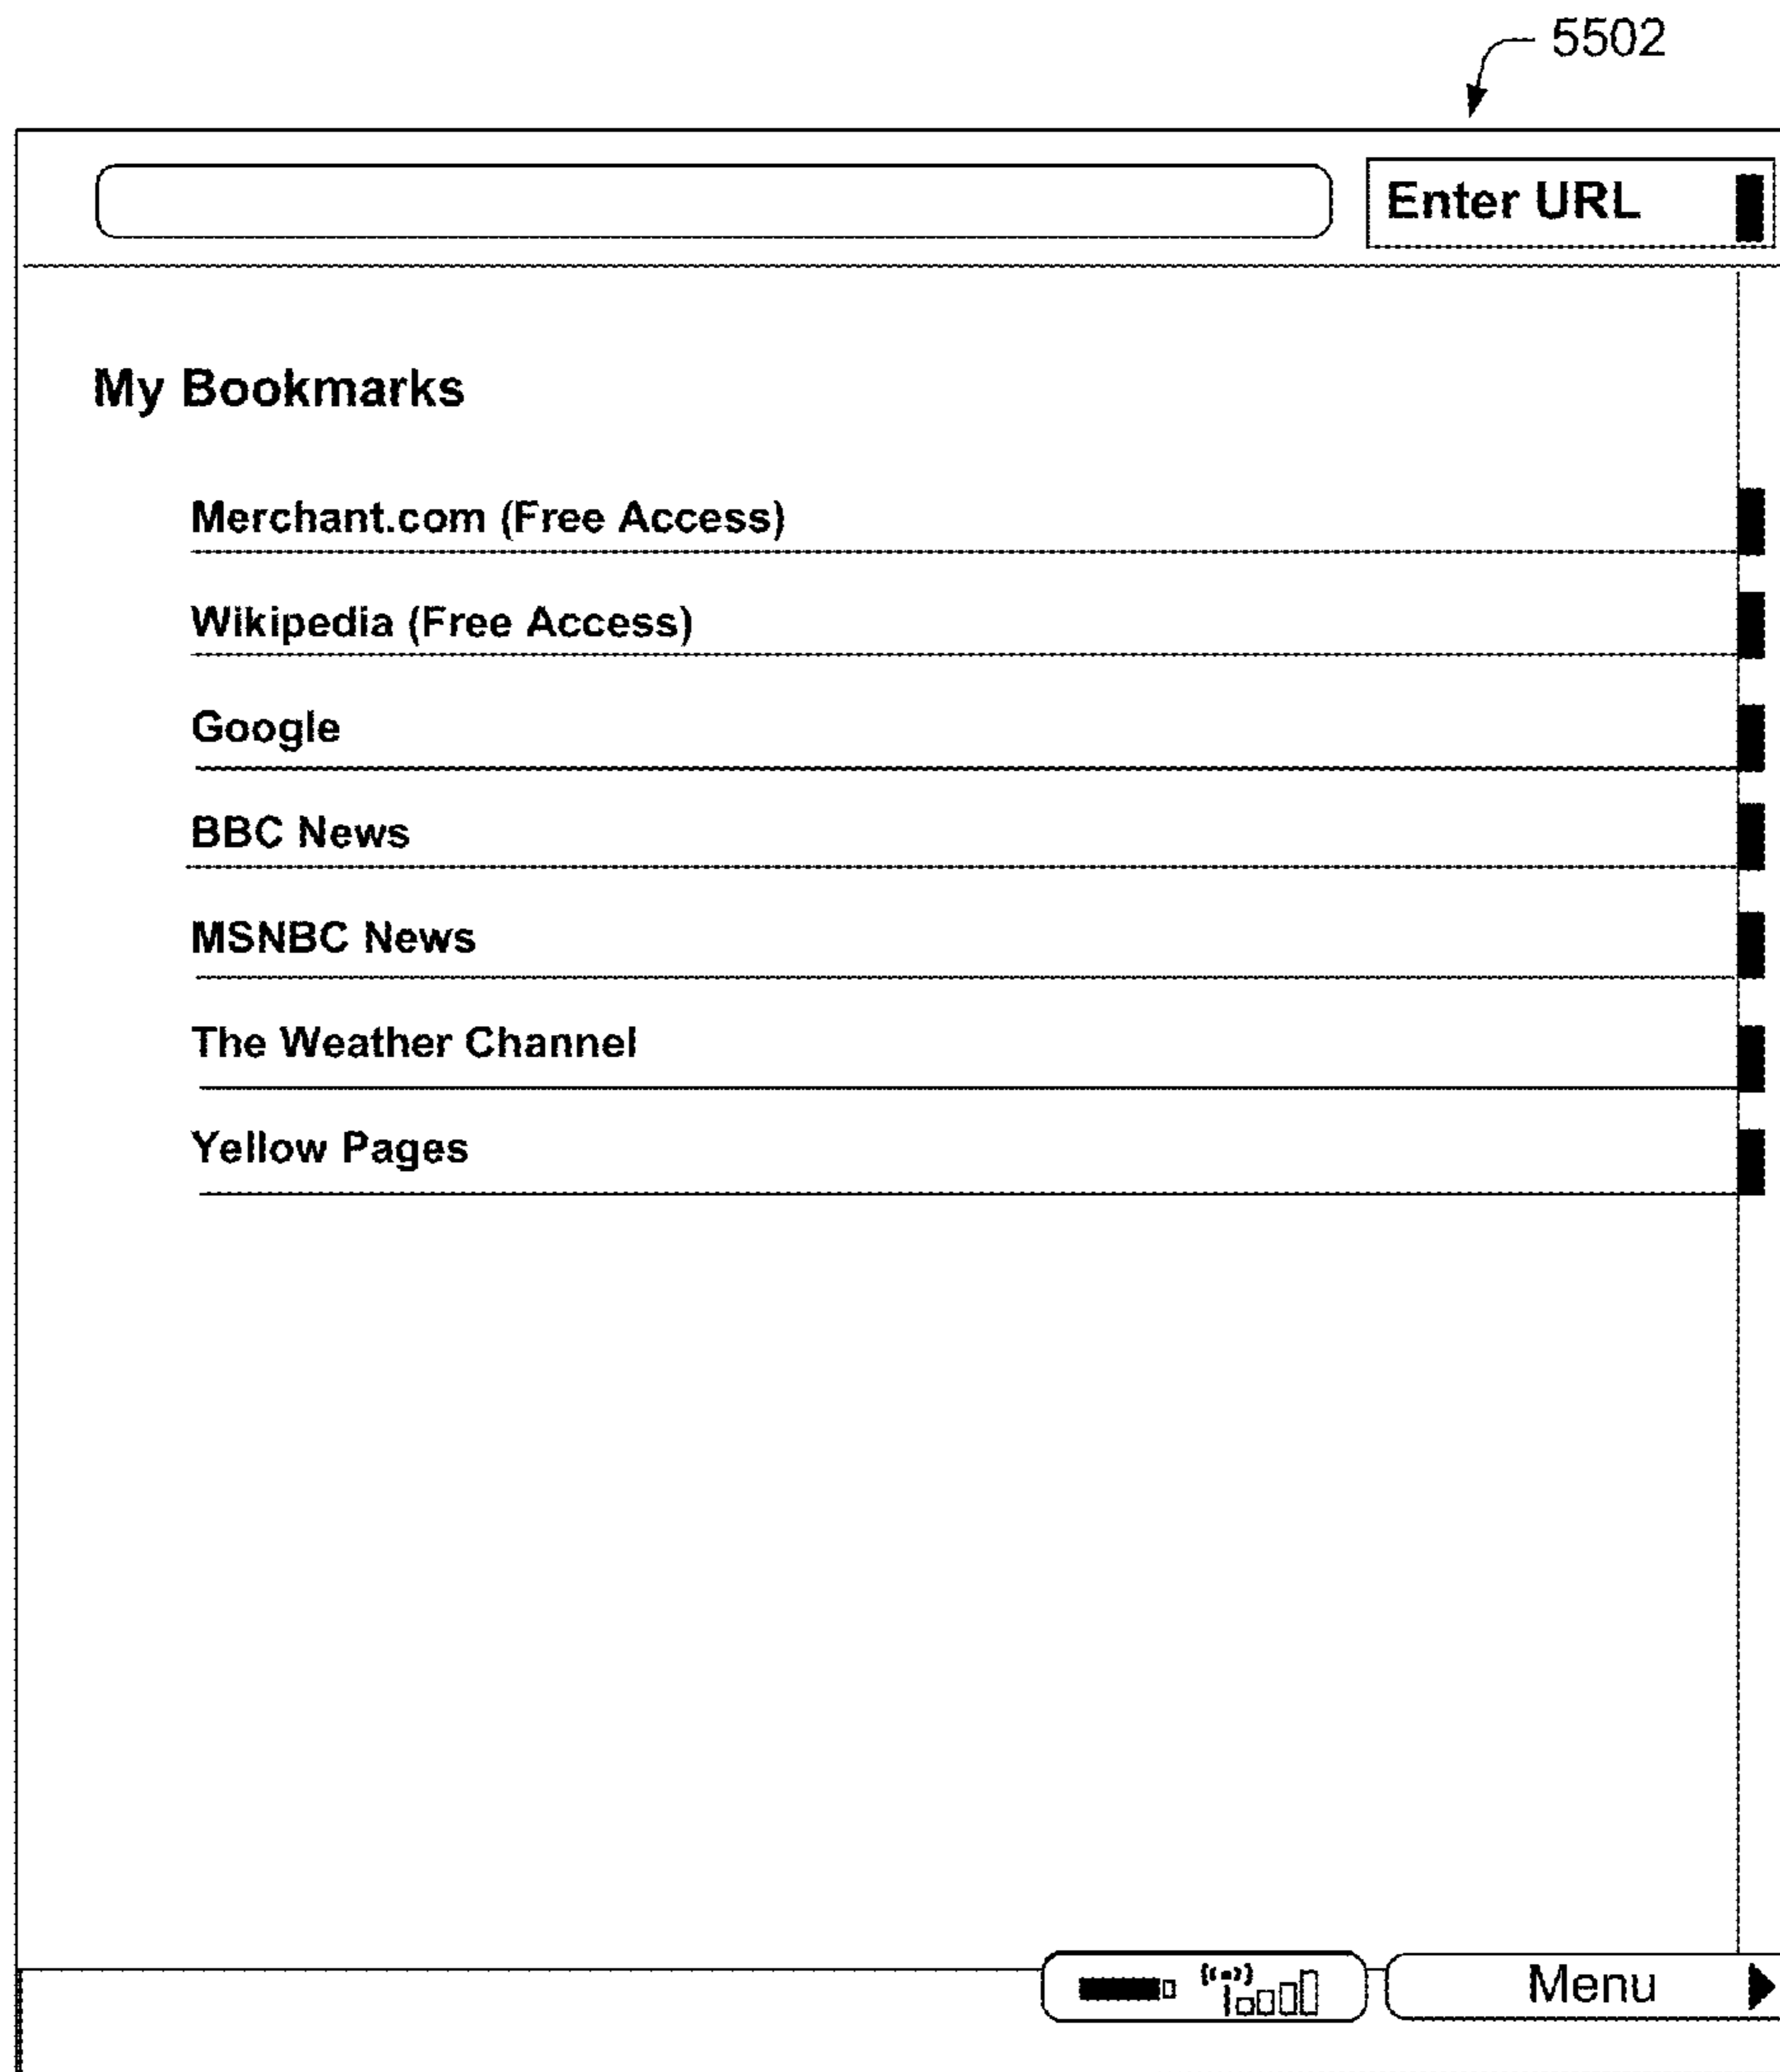 5502
Enter URL
My Bookmarks
Merchant.com (Free Access)
Wikipedia (Free Access)
Google
BBC News
MSNBC News
The Weather Channel
Yellow Pages
Menu